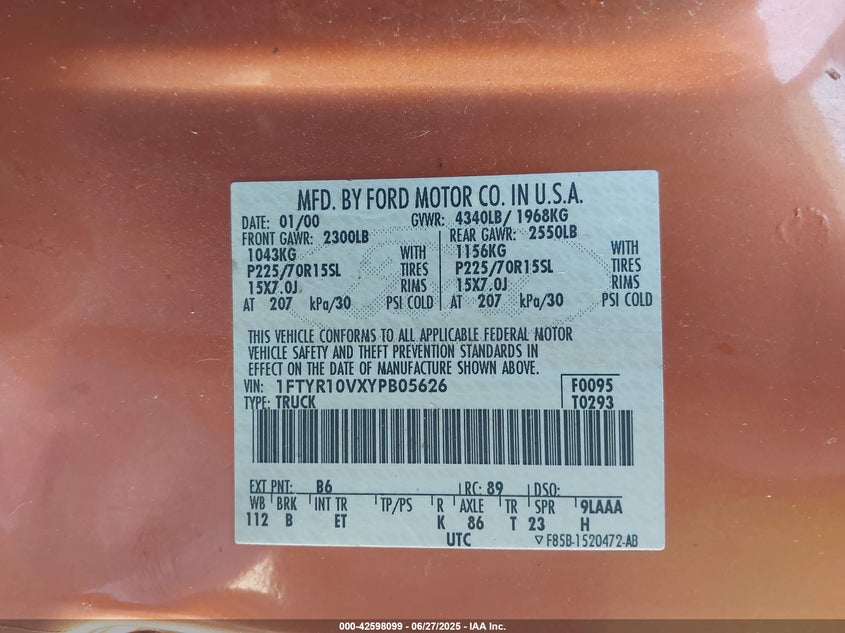 MFD. BY FORD MOTOR CO. IN U.S.A.
DATE: 01/00 GVWR: 4340LB/ 1968KG
FRONT GAWR: 2300LB REAR GAWR: 2550LB
1043KG WITH 1156KG WITH
P225/70R15SL TIRES P225/70R15SL TIRES
15X7.0J RIMS 15X7.0J RIMS
AT 207 kPa/30 PSI COLD AT 207 kPa/30 PSI COLD
THIS VEHICLE CONFORMS TO ALL APPLICABLE FEDERAL MOTOR
VEHICLE SAFETY AND THEFT PREVENTION STANDARDS IN
EFFECT ON THE DATE OF MANUFACTURE SHOWN ABOVE.
VIN: 1FTYR10VXYPB05626 F0095
TYPE: TRUCK T0293
EXT PNT: B6 RC: 89 DSO:
WB BRK INT TR TP/PS R AXLE TR SPR 9LAAA
112 B ET K 86 T 23 H
UTC ▽ F85B-1520472-AB
000-42598099 - 06/27/2025 - IAA Inc.